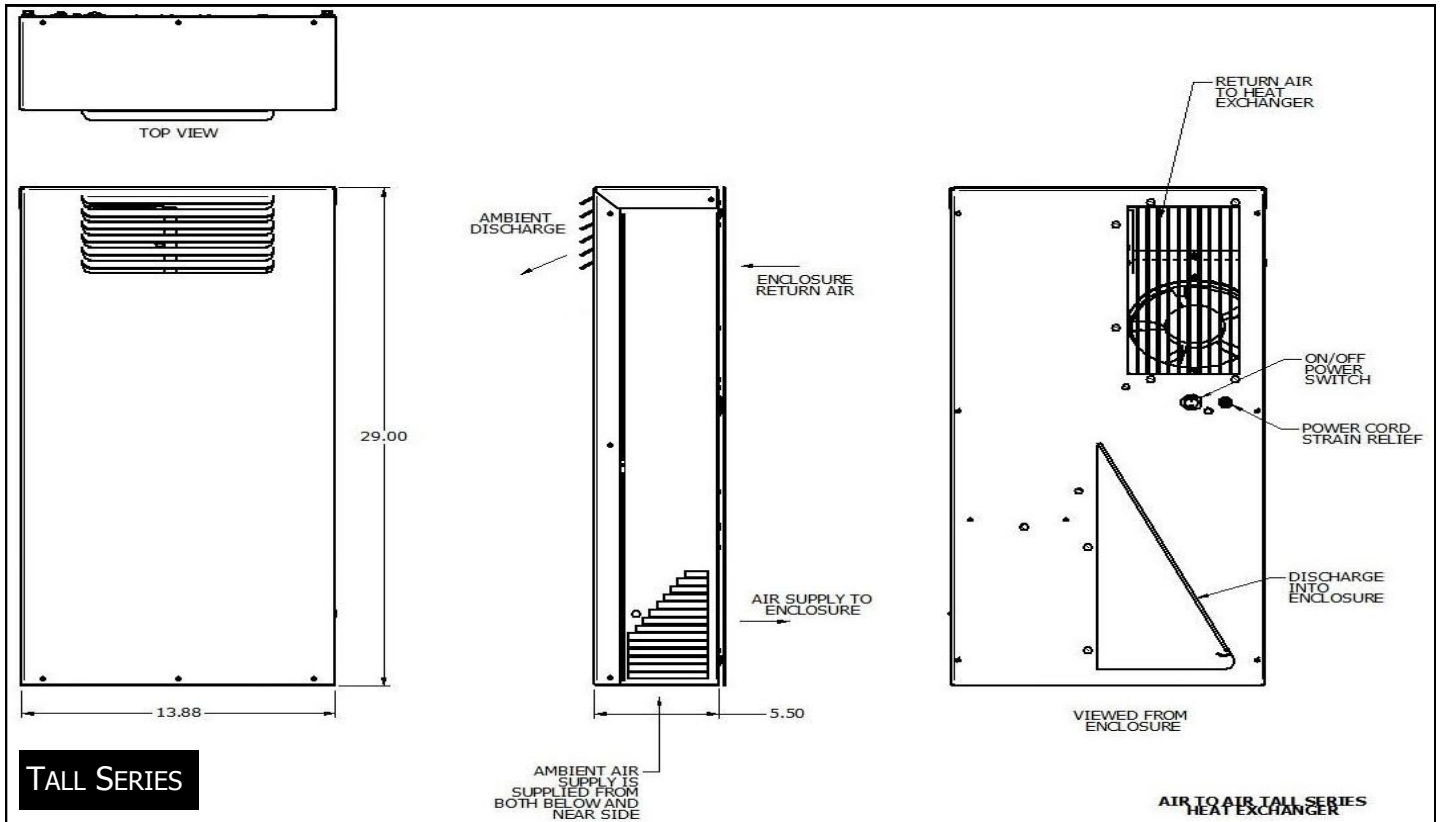 TOP VIEW
RETURN AIR
TO HEAT
EXCHANGER
AMBIENT
DISCHARGE
ENCLOSURE
RETURN AIR
ON/OFF
POWER
SWITCH
29.00
POWER CORD
STRAIN RELIEF
DISCHARGE
INTO
ENCLOSURE
AIR SUPPLY TO
ENCLOSURE
13.88
5.50
VIEWED FROM
ENCLOSURE
TALL SERIES
AMBIENT AIR
SUPPLY IS
SUPPLIED FROM
BOTH BELOW AND
NEAR SIDE
AIR TO AIR TALL SERIES
HEAT EXCHANGER